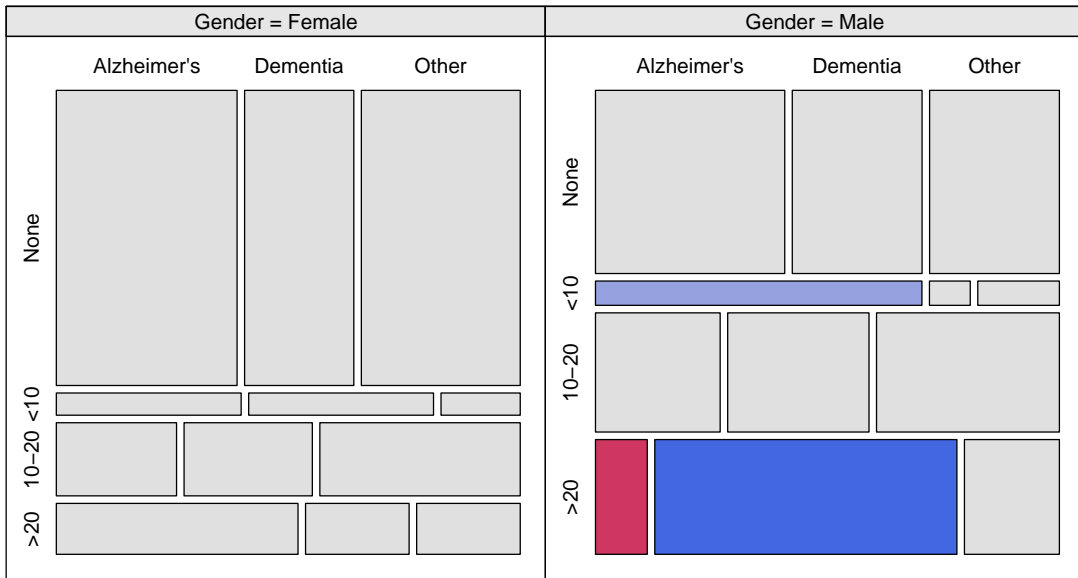 Gender = Female
Alzheimer's Dementia Other
None
<10
10−20
>20
Gender = Male
Alzheimer's Dementia Other
None
<10
10−20
>20